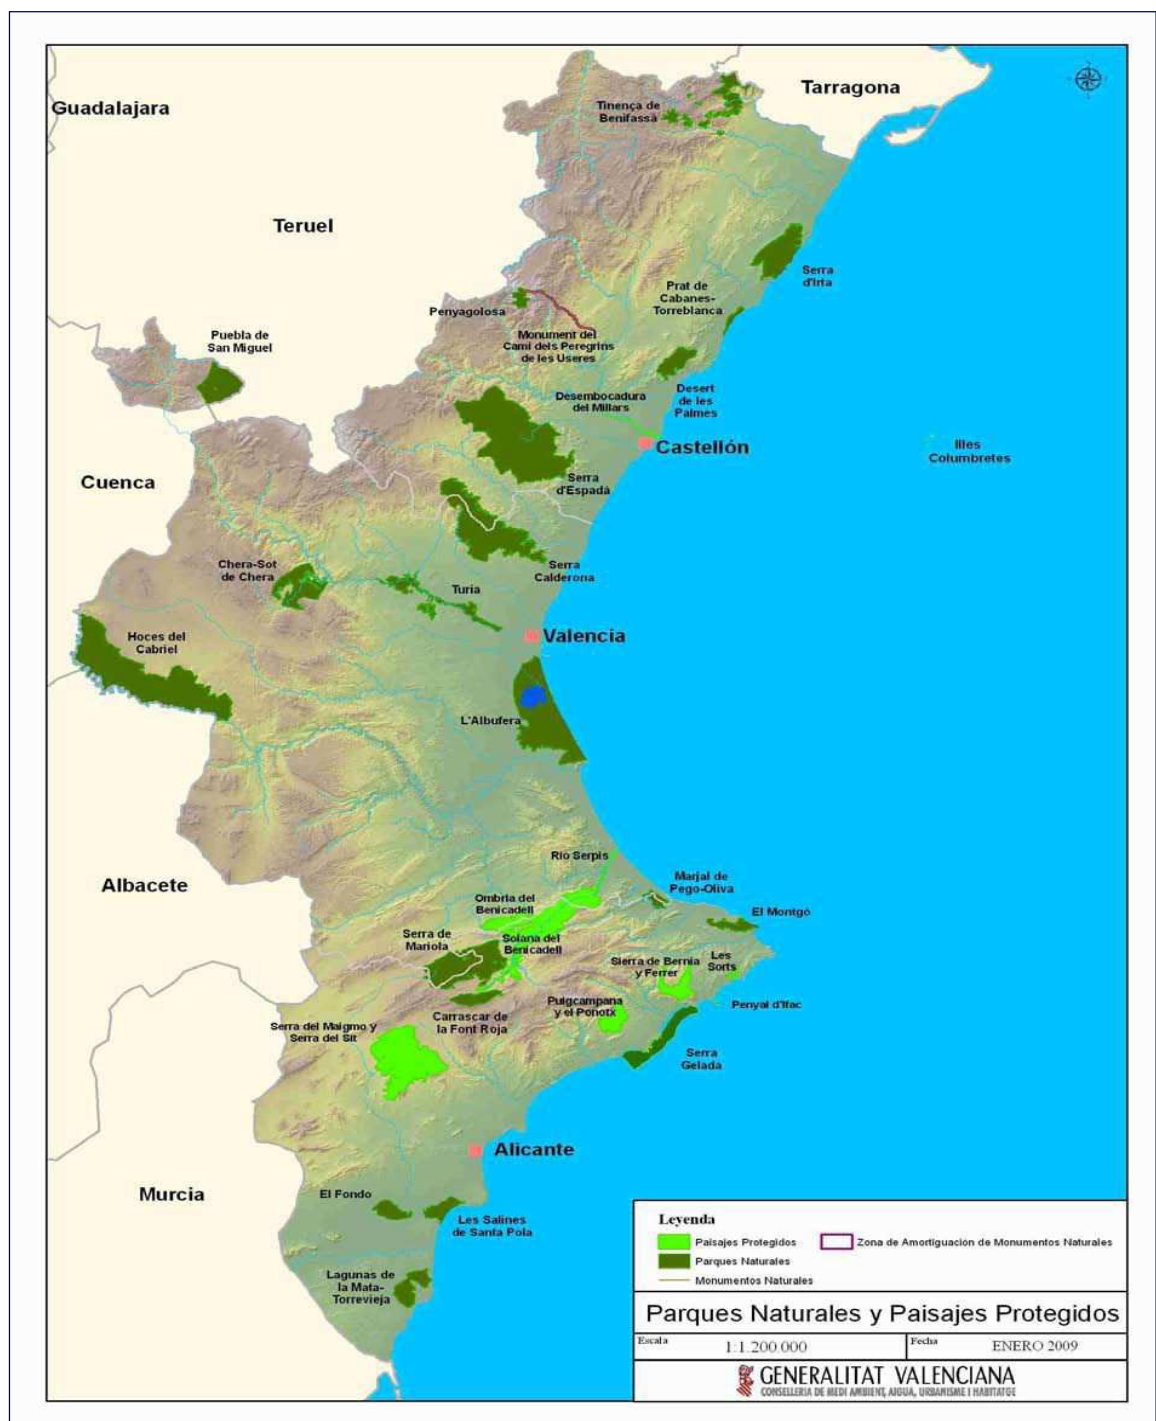 Guadalajara
Tarragona
Tinença de
Benifassà
Teruel
Serra
d'Irta
Prat de
Cabanes-
Torreblanca
Penyagolosa
Monument del
Camí dels Peregrins
de les Useres
Puebla de
San Miguel
Desert
de les
Palmes
Desembocadura
del Millars
Castellón
Illes
Columbretes
Cuenca
Serra
d'Espadà
Serra
Calderona
Chera-Sot
de Chera
Turia
Valencia
Hoces del
Cabriel
L'Albufera
Río Serpis
Albacete
Marjal de
Pego-Oliva
Ombria del
Benicadell
El Montgó
Serra de
Mariola
Solana del
Benicadell
Les
Sorts
Sierra de Bernia
y Ferrer
Penyal d'Ifac
Puigcampana
y el Ponotx
Carrascar de
la Font Roja
Serra del Maigmo y
Serra del Sit
Serra
Gelada
Alicante
Murcia
El Fondo
Les Salines
de Santa Pola
Lagunas de
la Mata-
Torrevieja
Leyenda
Paisajes Protegidos
Zona de Amortiguación de Monumentos Naturales
Parques Naturales
Monumentos Naturales
Parques Naturales y Paisajes Protegidos
Escala
1:1.200.000
Fecha
ENERO 2009
GENERALITAT VALENCIANA
CONSELLERIA DE MEDI AMBIENT, AIGUA, URBANISME I HABITATGE